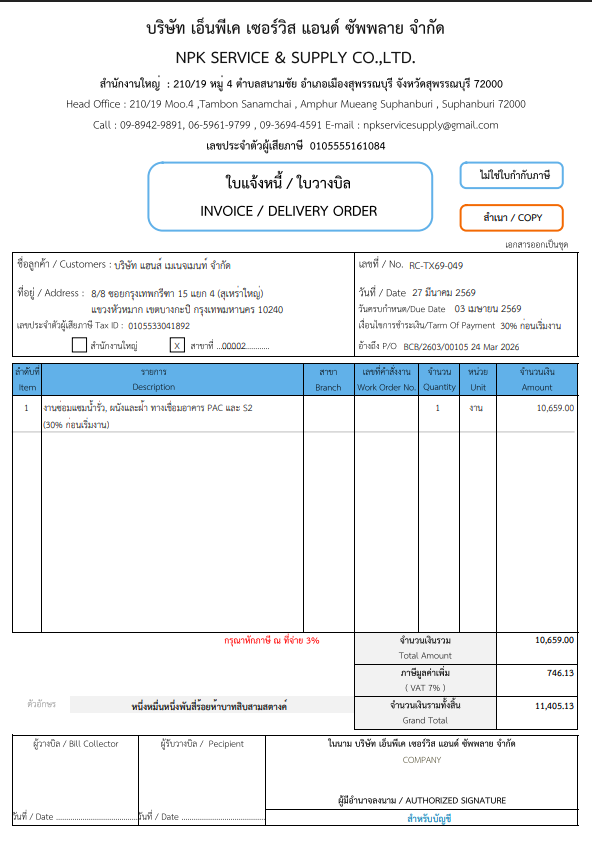 บริษัท เอ็นพีเค เซอร์วิส แอนด์ ซัพพลาย จำกัด
NPK SERVICE & SUPPLY CO.,LTD.
สำนักงานใหญ่ : 210/19 หมู่ 4 ตำบลสนามชัย อำเภอเมืองสุพรรณบุรี จังหวัดสุพรรณบุรี 72000
Head Office : 210/19 Moo.4 ,Tambon Sanamchai , Amphur Mueang Suphanburi , Suphanburi 72000
Call : 09-8942-9891, 06-5961-9799 , 09-3694-4591 E-mail : npkservicesupply@gmail.com
เลขประจำตัวผู้เสียภาษี 0105555161084
ใบแจ้งหนี้ / ใบวางบิล
INVOICE / DELIVERY ORDER
ไม่ใช่ใบกำกับภาษี
สำเนา / COPY
เอกสารออกเป็นชุด
ชื่อลูกค้า / Customers : บริษัท แฮนส์ เมเนจเมนท์ จำกัด
ที่อยู่ / Address : 8/8 ซอยกรุงเทพกรีฑา 15 แยก 4 (สุเหร่าใหญ่)
แขวงหัวหมาก เขตบางกะปิ กรุงเทพมหานคร 10240
เลขประจำตัวผู้เสียภาษี Tax ID : 0105533041892
สำนักงานใหญ่ X สาขาที่ ...00002.............
เลขที่ / No. RC-TX69-049
วันที่ / Date 27 มีนาคม 2569
วันครบกำหนด/Due Date 03 เมษายน 2569
เงื่อนไขการชำระเงิน/Tarm Of Payment 30% ก่อนเริ่มงาน
อ้างถึง P/O BCB/2603/00105 24 Mar 2026
ลำดับที่ รายการ สาขา เลขที่คำสั่งงาน จำนวน หน่วย จำนวนเงิน
Item Description Branch Work Order No. Quantity Unit Amount
1 งานซ่อมแซมน้ำรั่ว, ผนังและฝ้า ทางเชื่อมอาคาร PAC และ S2 1 งาน 10,659.00
(30% ก่อนเริ่มงาน)
กรุณาหักภาษี ณ ที่จ่าย 3% จำนวนเงินรวม 10,659.00
Total Amount
ภาษีมูลค่าเพิ่ม 746.13
( VAT 7% )
ตัวอักษร หนึ่งหมื่นหนึ่งพันสี่ร้อยห้าบาทสิบสามสตางค์ จำนวนเงินรวมทั้งสิ้น 11,405.13
Grand Total
ผู้วางบิล / Bill Collector ผู้รับวางบิล / Pecipient ในนาม บริษัท เอ็นพีเค เซอร์วิส แอนด์ ซัพพลาย จำกัด
COMPANY
ผู้มีอำนาจลงนาม / AUTHORIZED SIGNATURE
วันที่ / Date ............................ วันที่ / Date ............................ สำหรับบัญชี